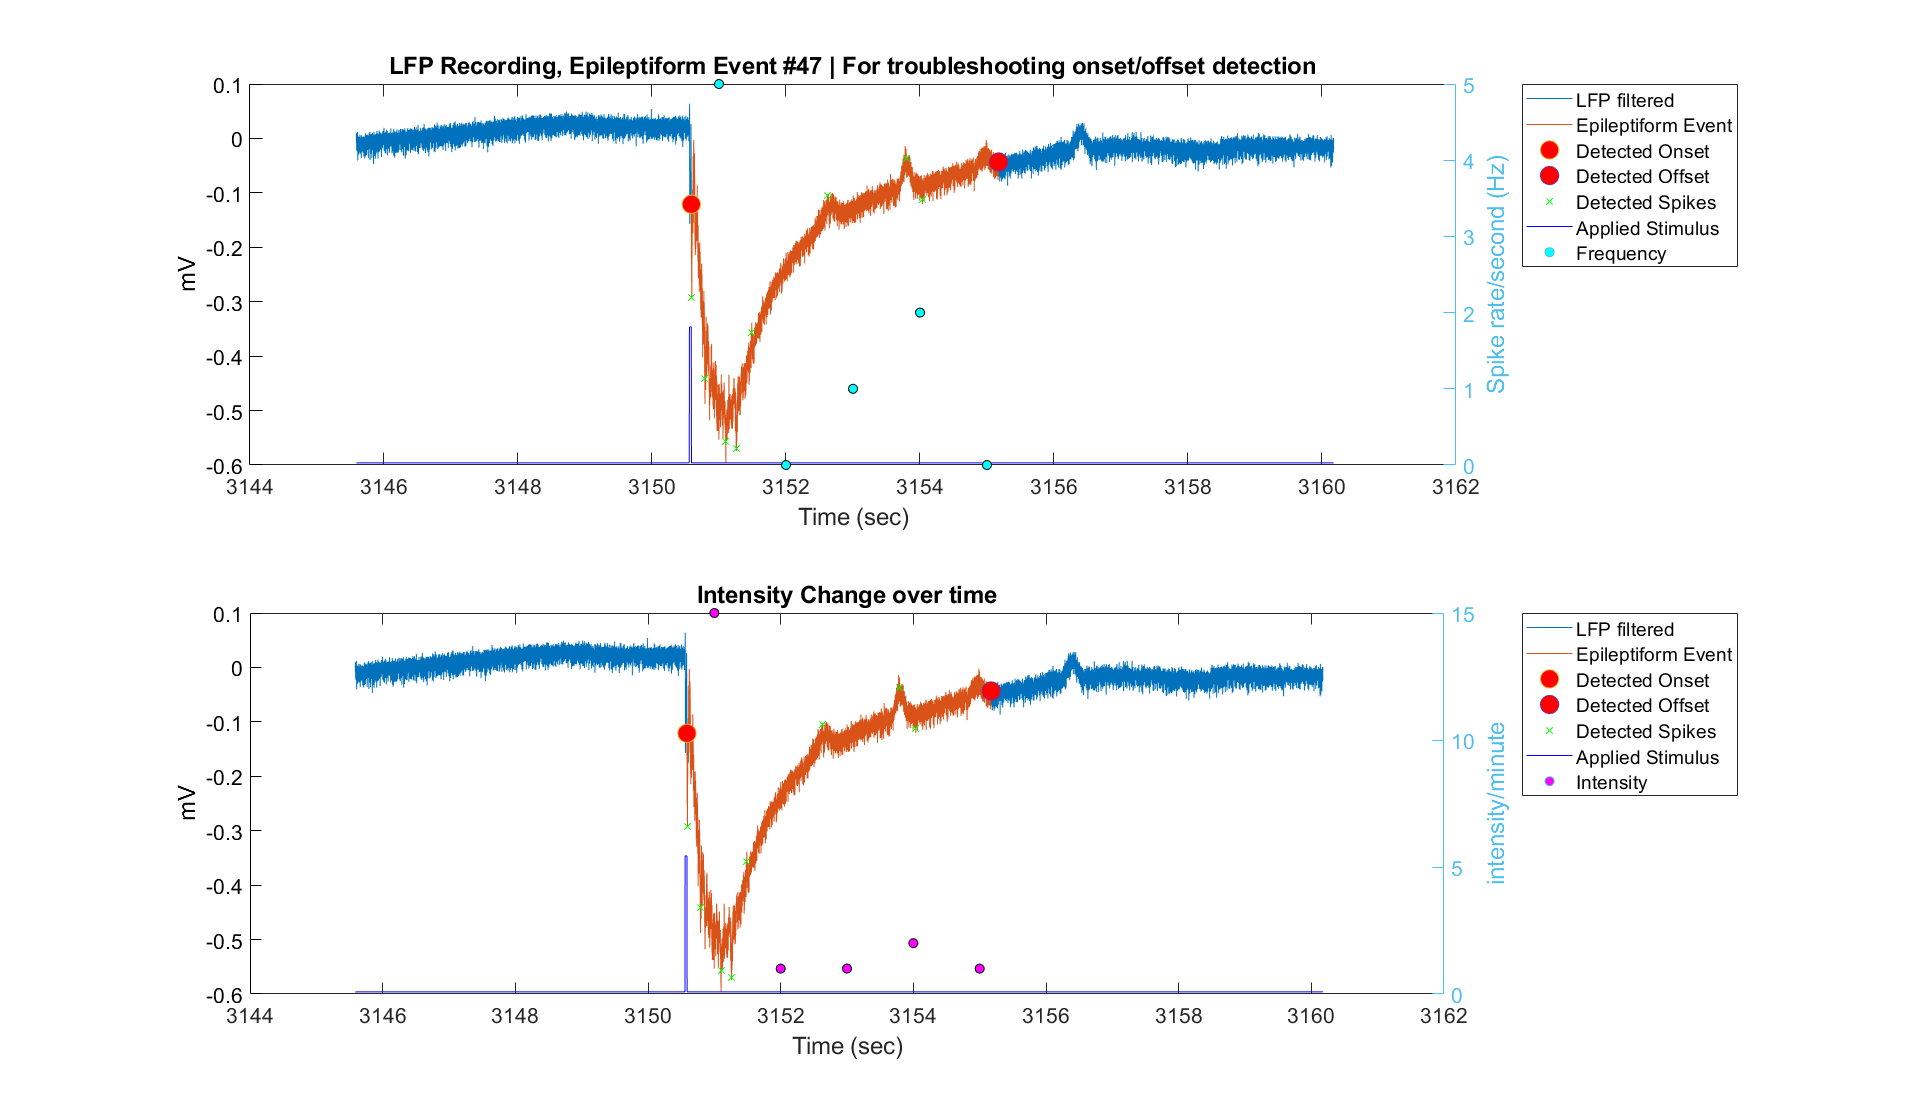 LFP Recording, Epileptiform Event #47 | For troubleshooting onset/offset detection
0.1
0
-0.1
-0.2
-0.3
-0.4
-0.5
-0.6
mV
3144 3146 3148 3150 3152 3154 3156 3158 3160 3162
Time (sec)
5
4
3
2
1
0
Spike rate/second (Hz)
LFP filtered
Epileptiform Event
Detected Onset
Detected Offset
Detected Spikes
Applied Stimulus
Frequency
Intensity Change over time
0.1
0
-0.1
-0.2
-0.3
-0.4
-0.5
-0.6
mV
3144 3146 3148 3150 3152 3154 3156 3158 3160 3162
Time (sec)
15
10
5
0
intensity/minute
LFP filtered
Epileptiform Event
Detected Onset
Detected Offset
Detected Spikes
Applied Stimulus
Intensity